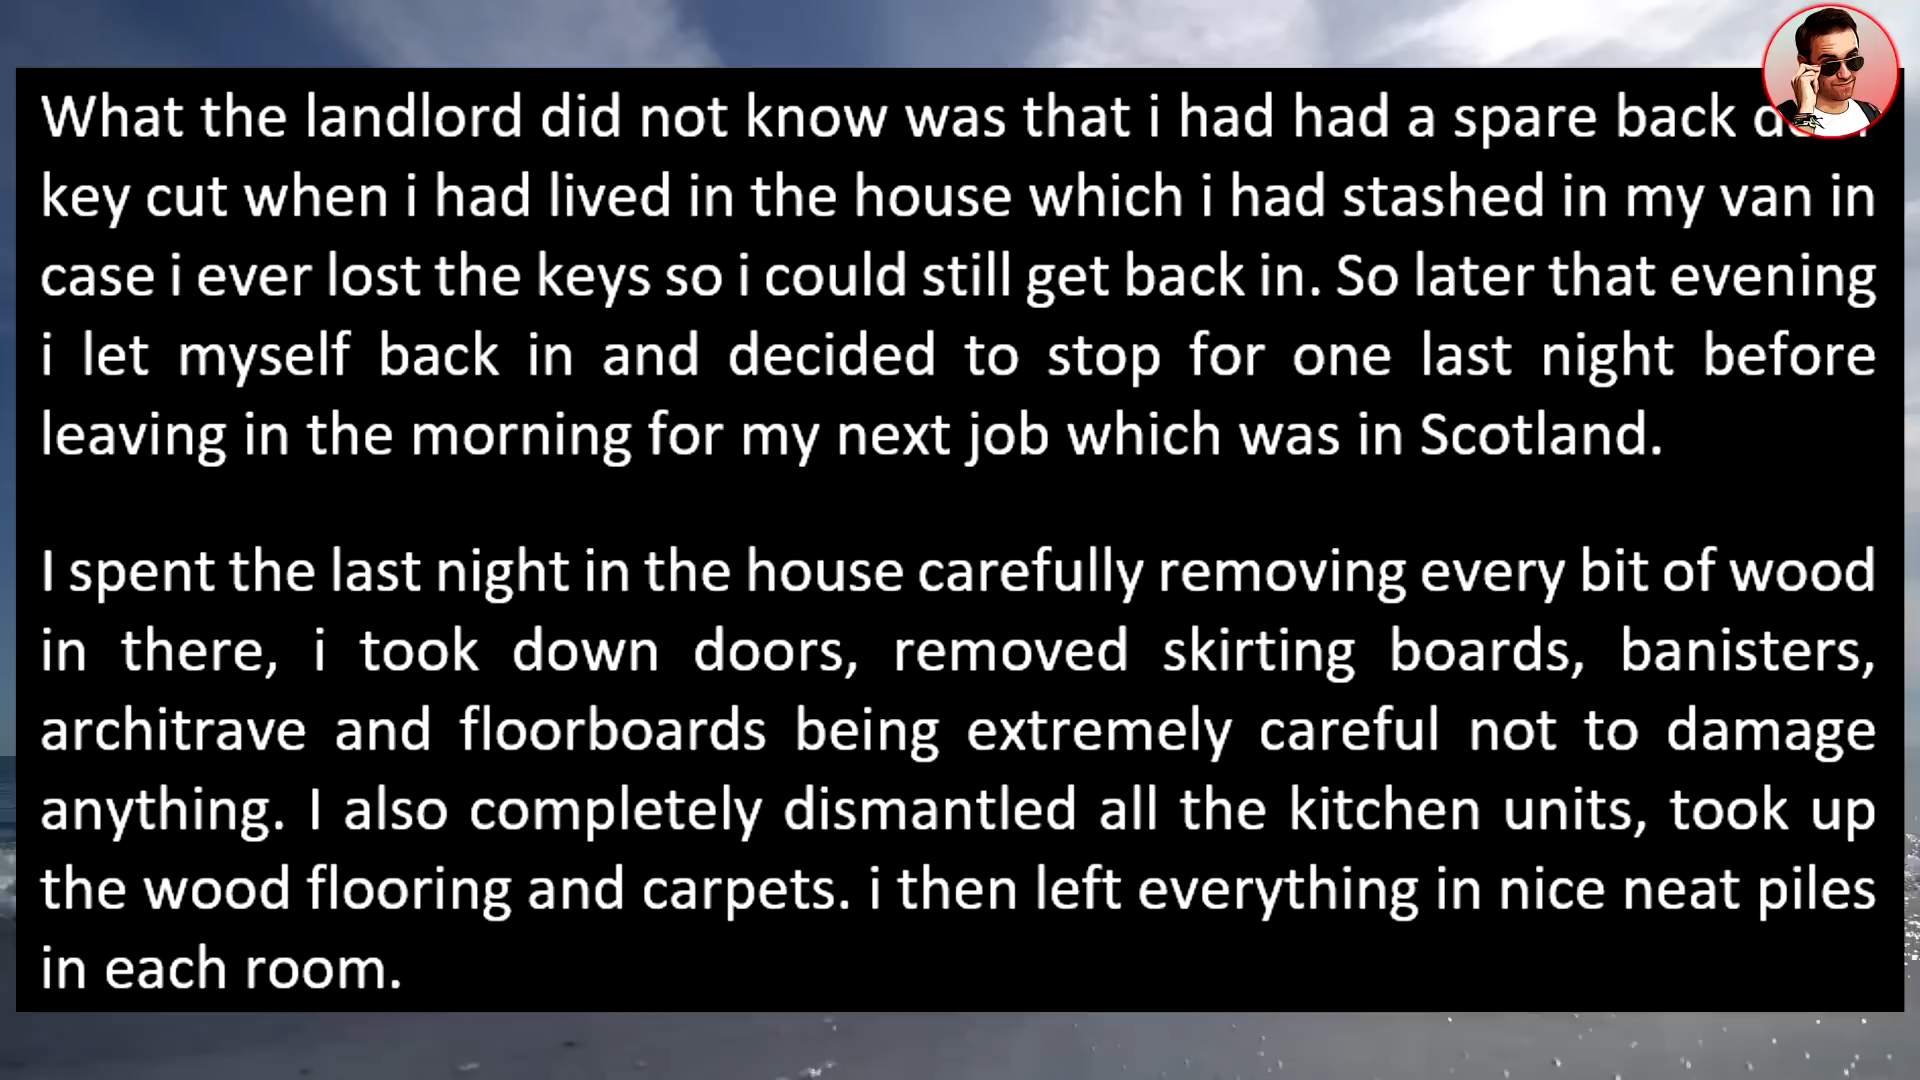 What the landlord did not know was that i had had a spare back
key cut when i had lived in the house which i had stashed in my van in
case i ever lost the keys so i could still get back in. So later that evening
i let myself back in and decided to stop for one last night before
leaving in the morning for my next job which was in Scotland.
I spent the last night in the house carefully removing every bit of wood
in there, i took down doors, removed skirting boards, banisters,
architrave and floorboards being extremely careful not to damage
anything. I also completely dismantled all the kitchen units, took up
the wood flooring and carpets. i then left everything in nice neat piles
in each room.